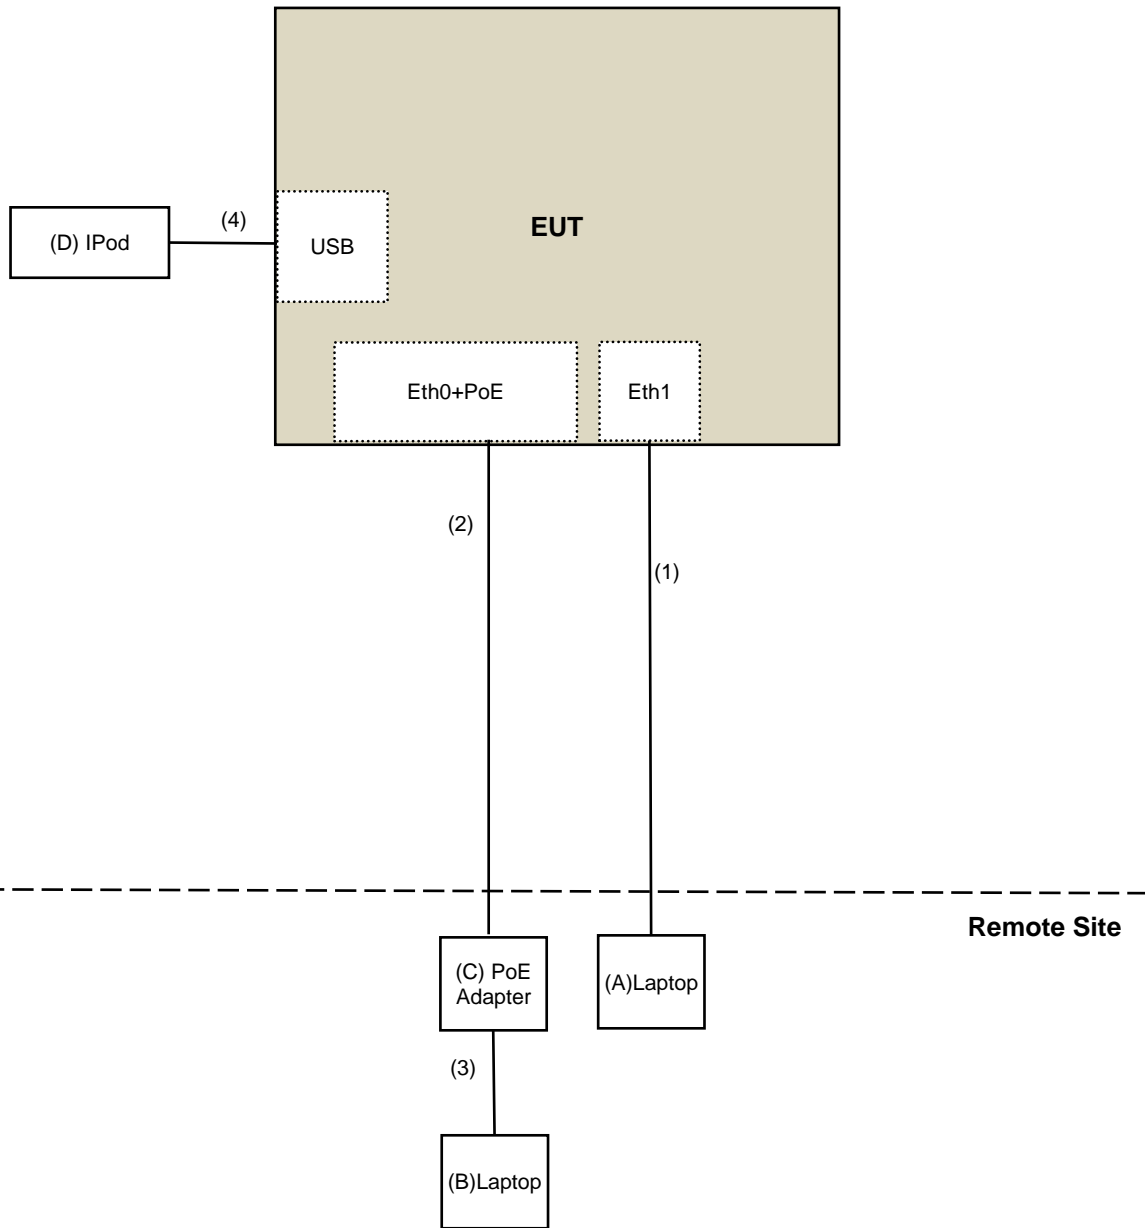 EUT
(4)
(D) IPod
USB
Eth0+PoE
Eth1
(2)
(1)
Remote Site
(C) PoE
Adapter
(A)Laptop
(3)
(B)Laptop